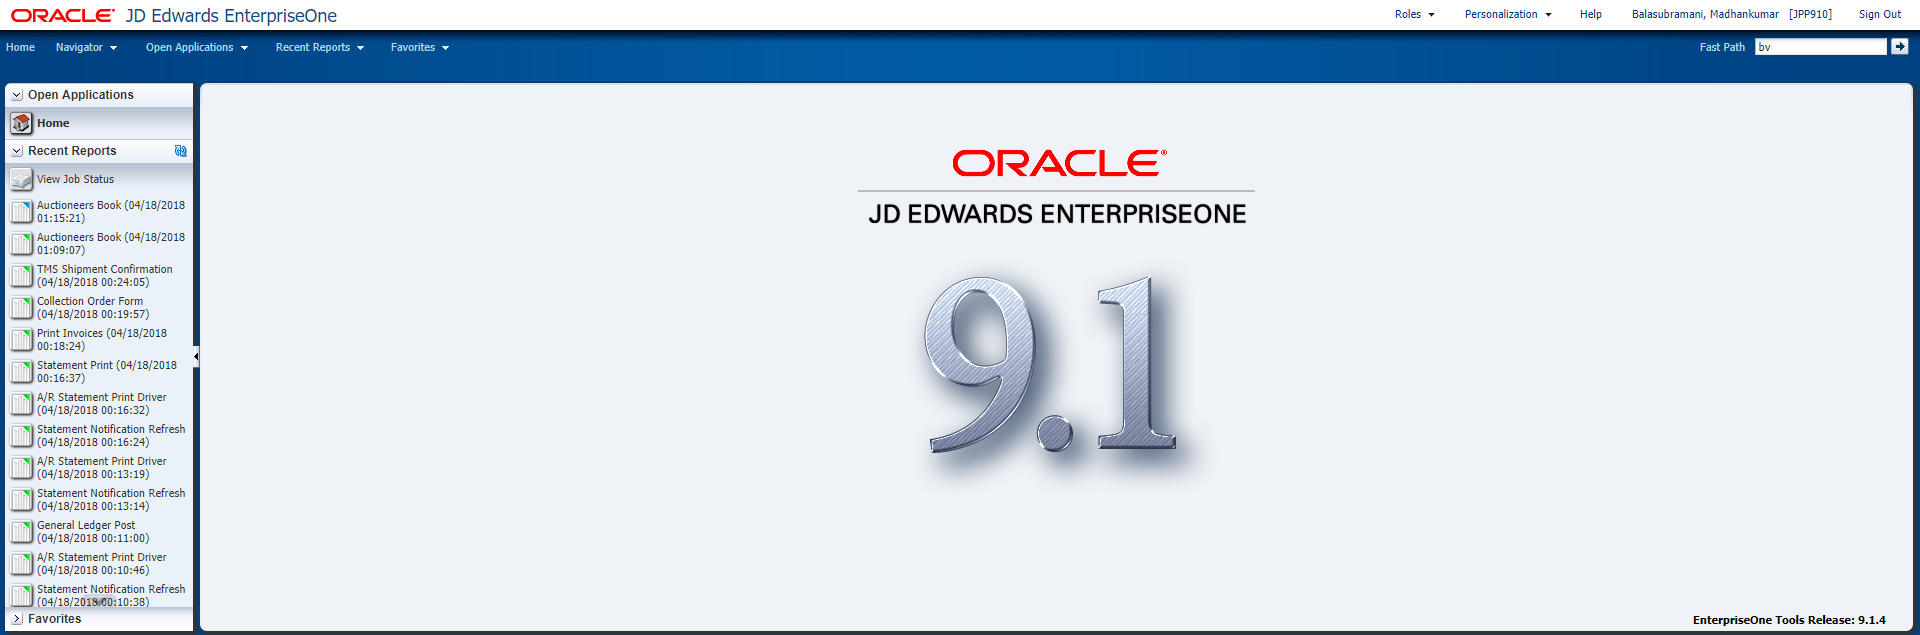 ORACLE® JD Edwards EnterpriseOne
Roles Personalization Help Balasubramani, Madhankumar [JPP910] Sign Out
Home Navigator Open Applications Recent Reports Favorites
Fast Path bv
Open Applications
Home
Recent Reports
View Job Status
Auctioneers Book (04/18/2018
01:15:21)
Auctioneers Book (04/18/2018
01:09:07)
TMS Shipment Confirmation
(04/18/2018 00:24:05)
Collection Order Form
(04/18/2018 00:19:57)
Print Invoices (04/18/2018
00:18:24)
Statement Print (04/18/2018
00:16:37)
A/R Statement Print Driver
(04/18/2018 00:16:32)
Statement Notification Refresh
(04/18/2018 00:16:24)
A/R Statement Print Driver
(04/18/2018 00:13:19)
Statement Notification Refresh
(04/18/2018 00:13:14)
General Ledger Post
(04/18/2018 00:11:00)
A/R Statement Print Driver
(04/18/2018 00:10:46)
Statement Notification Refresh
(04/18/2018 00:10:38)
Favorites
ORACLE®
JD EDWARDS ENTERPRISEONE
9.1
EnterpriseOne Tools Release: 9.1.4